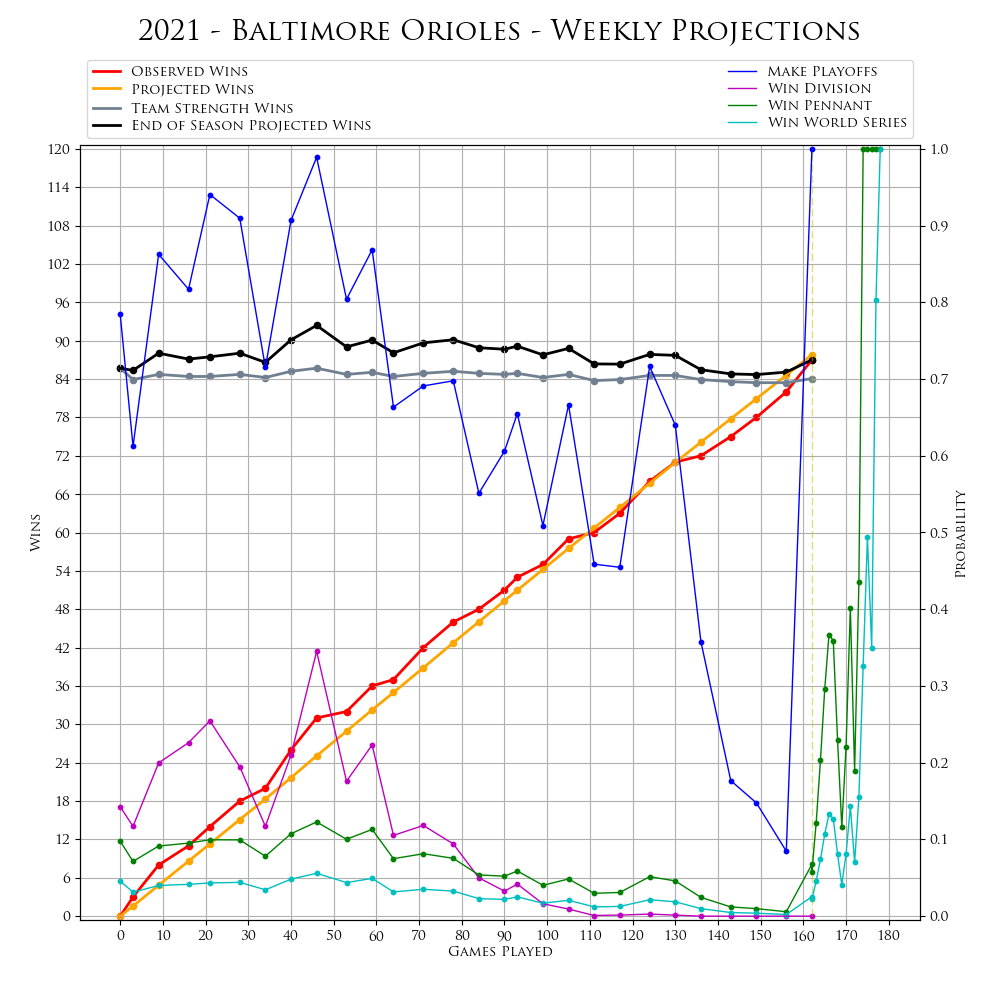 2021 - Baltimore Orioles - Weekly Projections
Observed Wins
Projected Wins
Team Strength Wins
End of Season Projected Wins
Make Playoffs
Win Division
Win Pennant
Win World Series
120
114
108
102
96
90
84
78
72
66
60
54
48
42
36
30
24
18
12
6
0
Wins
1.0
0.9
0.8
0.7
0.6
0.5
0.4
0.3
0.2
0.1
0.0
Probability
0 10 20 30 40 50 60 70 80 90 100 110 120 130 140 150 160 170 180
Games Played